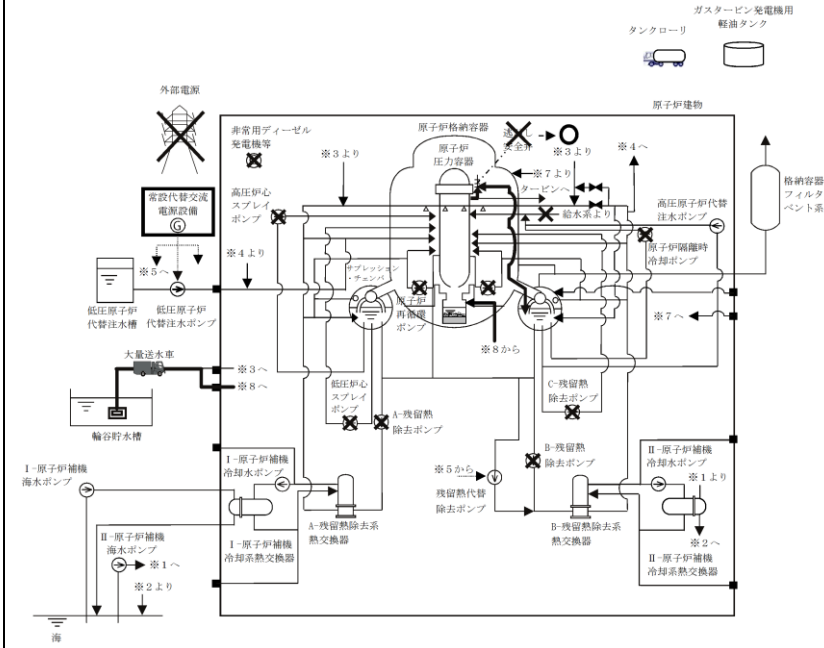 ガスタービン発電機用
軽油タンク
タンクローリ
外部電源
原子炉建物
非常用ディーゼル
発電機等
原子炉格納容器
原子炉
圧力容器
逃がし
安全弁
※3より
※3より
※4へ
※7より
タービンへ
給水系より
高圧炉心
スプレイ
ポンプ
高圧原子炉代替
注水ポンプ
格納容器
フィルタ
ベント系
常設代替交流
電源設備
G
※4より
※5へ
原子炉隔離時
冷却ポンプ
サプレッション
・チェンバ
低圧原子炉
代替注水槽
低圧原子炉
代替注水ポンプ
原子炉
再循環
ポンプ
※7へ
※8から
大量送水車
※3へ
※8へ
輪谷貯水槽
低圧炉心
スプレイ
ポンプ
A-残留熱
除去ポンプ
C-残留熱
除去ポンプ
B-残留熱
除去ポンプ
※5から
残留熱代替
除去ポンプ
I-原子炉補機
海水ポンプ
I-原子炉補機
冷却水ポンプ
II-原子炉補機
冷却水ポンプ
※1より
※2へ
A-残留熱除去系
熱交換器
B-残留熱除去系
熱交換器
II-原子炉補機
海水ポンプ
※1へ
※2より
I-原子炉補機
冷却系熱交換器
II-原子炉補機
冷却系熱交換器
海